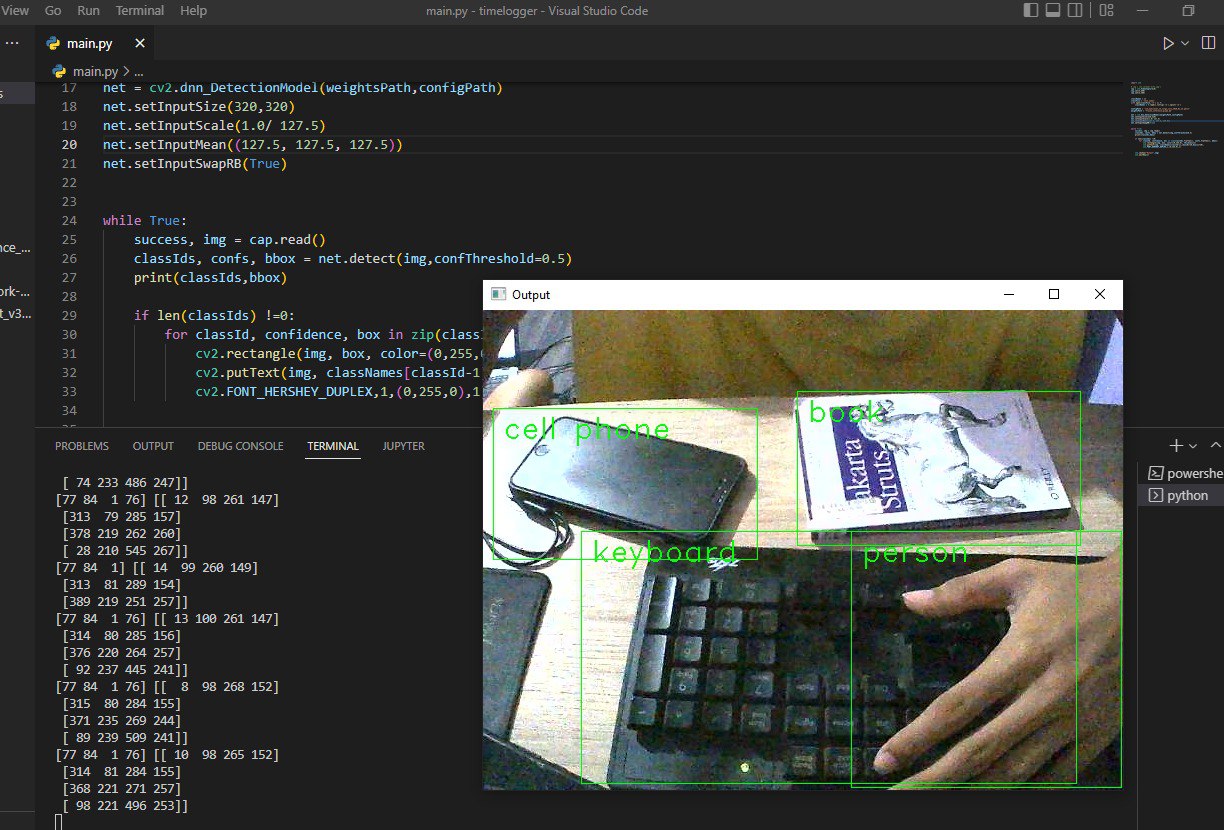 View Go Run Terminal Help
main.py - timelogger - Visual Studio Code
main.py
main.py > ...
17 net = cv2.dnn_DetectionModel(weightsPath,configPath)
18 net.setInputSize(320,320)
19 net.setInputScale(1.0/ 127.5)
20 net.setInputMean((127.5, 127.5, 127.5))
21 net.setInputSwapRB(True)
22
23
24 while True:
25 success, img = cap.read()
26 classIds, confs, bbox = net.detect(img,confThreshold=0.5)
27 print(classIds,bbox)
28
29 if len(classIds) !=0:
30 for classId, confidence, box in zip(class
31 cv2.rectangle(img, box, color=(0,255,
32 cv2.putText(img, classNames[classId-1
33 cv2.FONT_HERSHEY_DUPLEX,1,(0,255,0),1
34
nce_...
ork-...
t_v3...
Output
cell phone
book
akarta
Struts
O'REILLY
keyboard
person
PROBLEMS OUTPUT DEBUG CONSOLE TERMINAL JUPYTER
powershe
python
[ 74 233 486 247]]
[77 84 1 76] [[ 12 98 261 147]
[313 79 285 157]
[378 219 262 260]
[ 28 210 545 267]]
[77 84 1] [[ 14 99 260 149]
[313 81 289 154]
[389 219 251 257]]
[77 84 1 76] [[ 13 100 261 147]
[314 80 285 156]
[376 220 264 257]
[ 92 237 445 241]]
[77 84 1 76] [[ 8 98 268 152]
[315 80 284 155]
[371 235 269 244]
[ 89 239 509 241]]
[77 84 1 76] [[ 10 98 265 152]
[314 81 284 155]
[368 221 271 257]
[ 98 221 496 253]]